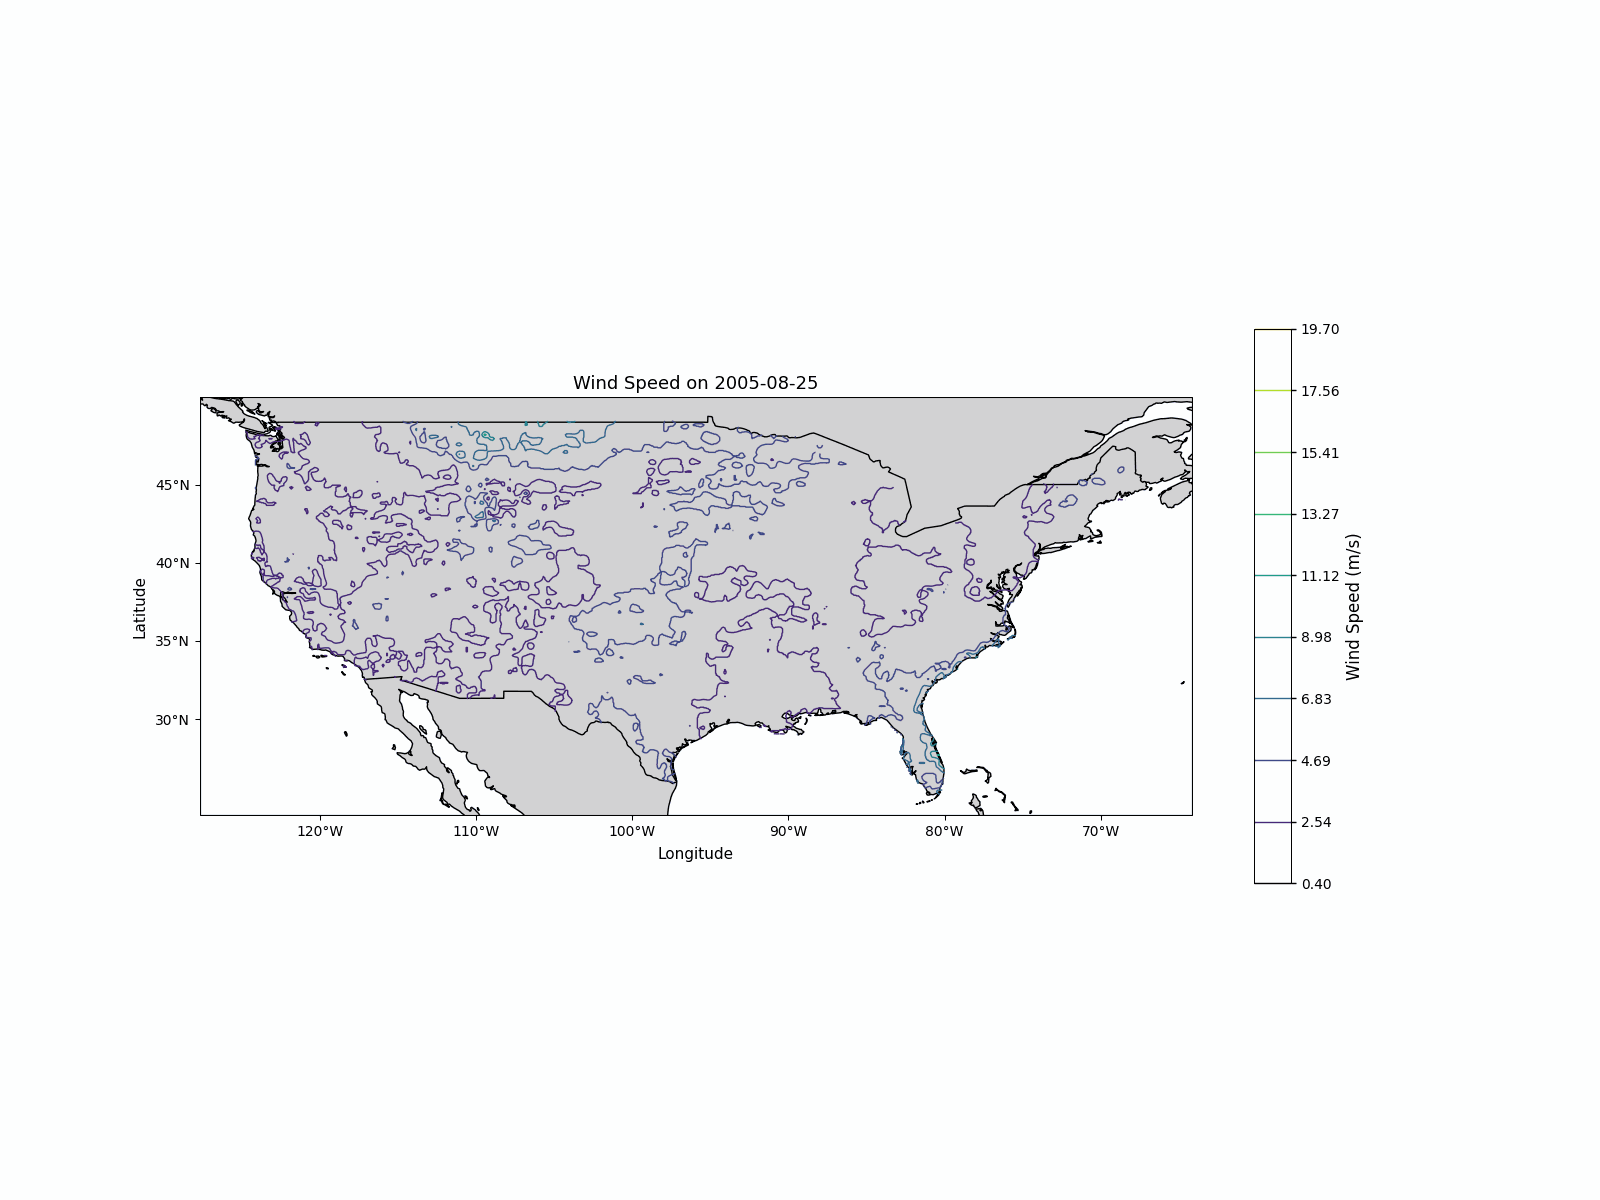 Wind Speed on 2005-08-25
45°N
40°N
35°N
30°N
Latitude
120°W
110°W
100°W
90°W
80°W
70°W
Longitude
19.70
17.56
15.41
13.27
11.12
8.98
6.83
4.69
2.54
0.40
Wind Speed (m/s)